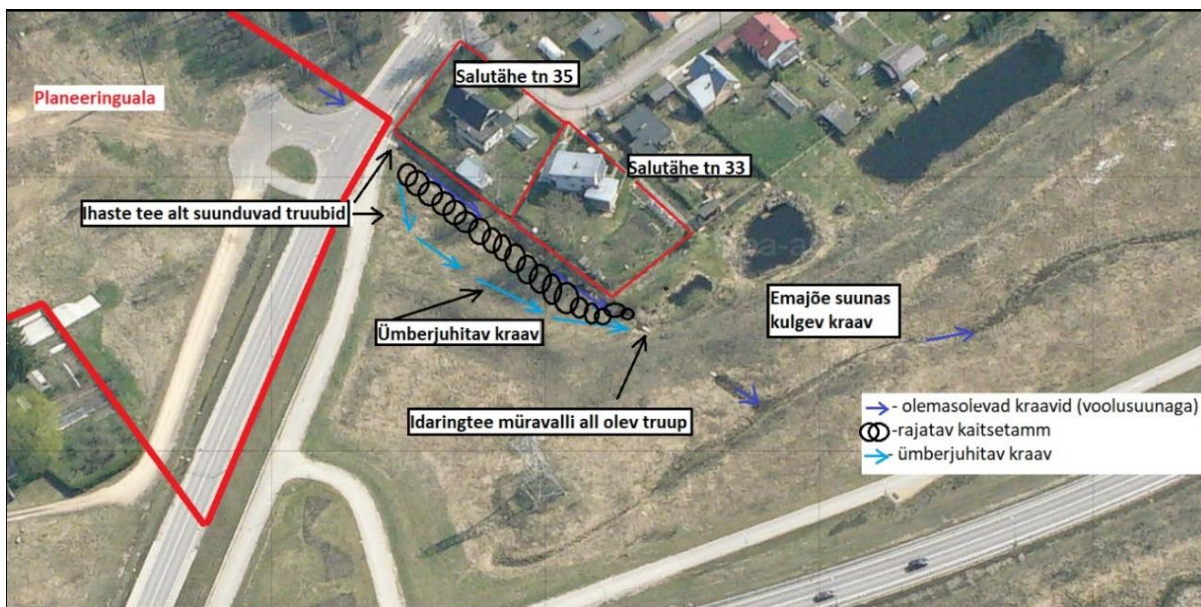 Salutähe tn 35
Planeeringuala
Salutähe tn 33
Ihaste tee alt suunduvad truubid
Emajõe suunas
kulgev kraav
Ümberjuhitav kraav
Idaringtee müravalli all olev truup
- olemasolevad kraavid (voolusuunaga)
-rajatav kaitsetamm
- ümberjuhitav kraav